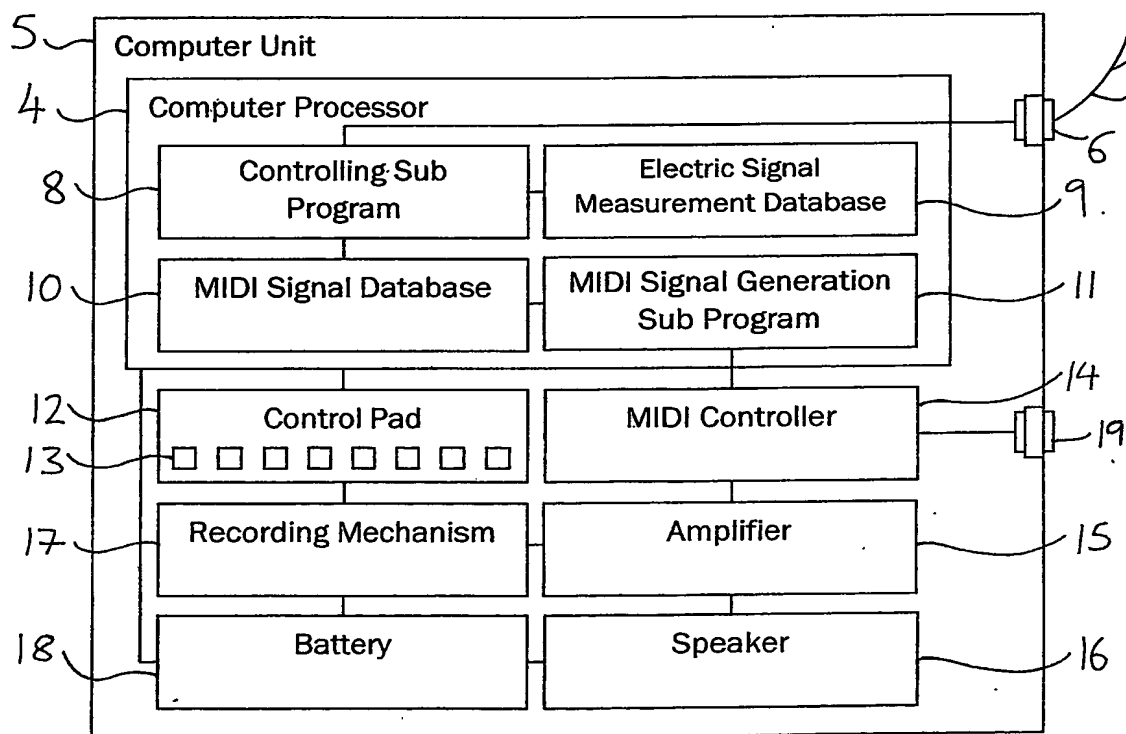 5 Computer Unit
4 Computer Processor
6
8 Controlling Sub
Program
Electric Signal
Measurement Database
9.
10 MIDI Signal Database
MIDI Signal Generation
Sub Program
11
12 Control Pad
13
MIDI Controller
14
19.
17 Recording Mechanism
Amplifier
15
18 Battery
Speaker
16